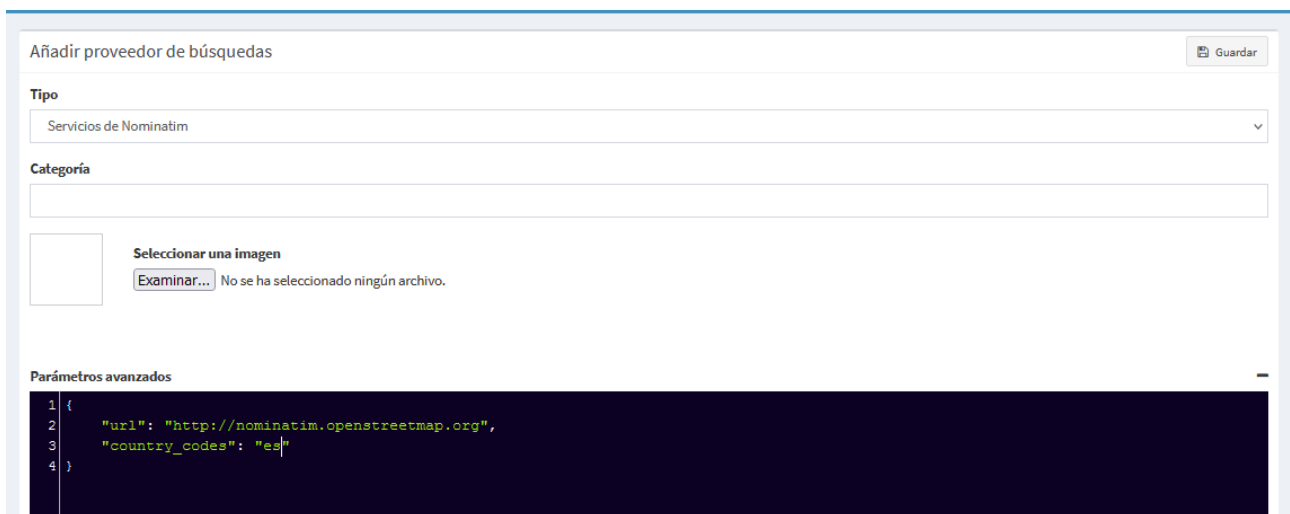 Añadir proveedor de búsquedas
Guardar
Tipo
Servicios de Nominatim
Categoría
Seleccionar una imagen
Examinar... No se ha seleccionado ningún archivo.
Parámetros avanzados
1 {
2 "url": "http://nominatim.openstreetmap.org",
3 "country_codes": "es"
4 }